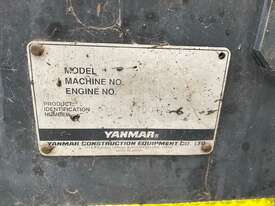 MODEL
MACHINE NO.
ENGINE NO.
PRODUCT
IDENTIFICATION
NUMBER
YANMAR
YANMAR CONSTRUCTION EQUIPMENT CO., LTD.